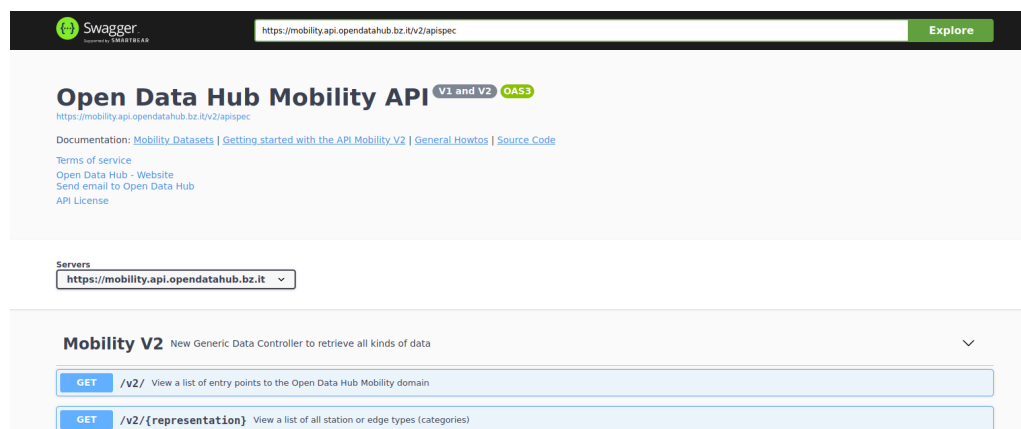 Swagger.
Supported by SMARTBEAR
https://mobility.api.opendatahub.bz.it/v2/apispec
Explore
Open Data Hub Mobility API V1 and V2 OAS3
https://mobility.api.opendatahub.bz.it/v2/apispec
Documentation: Mobility Datasets | Getting started with the API Mobility V2 | General Howtos | Source Code
Terms of service
Open Data Hub - Website
Send email to Open Data Hub
API License
Servers
https://mobility.api.opendatahub.bz.it
Mobility V2 New Generic Data Controller to retrieve all kinds of data
GET /v2/ View a list of entry points to the Open Data Hub Mobility domain
GET /v2/{representation} View a list of all station or edge types (categories)